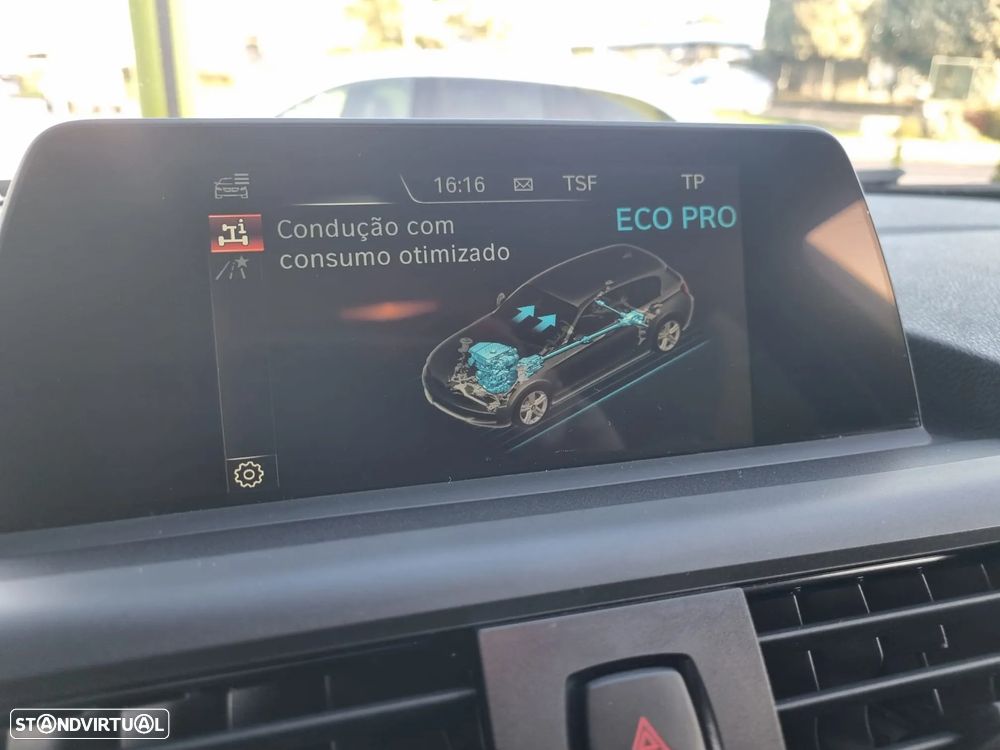 16:16 TSF TP
Condução com
consumo otimizado
ECO PRO
STANDVIRTUAL